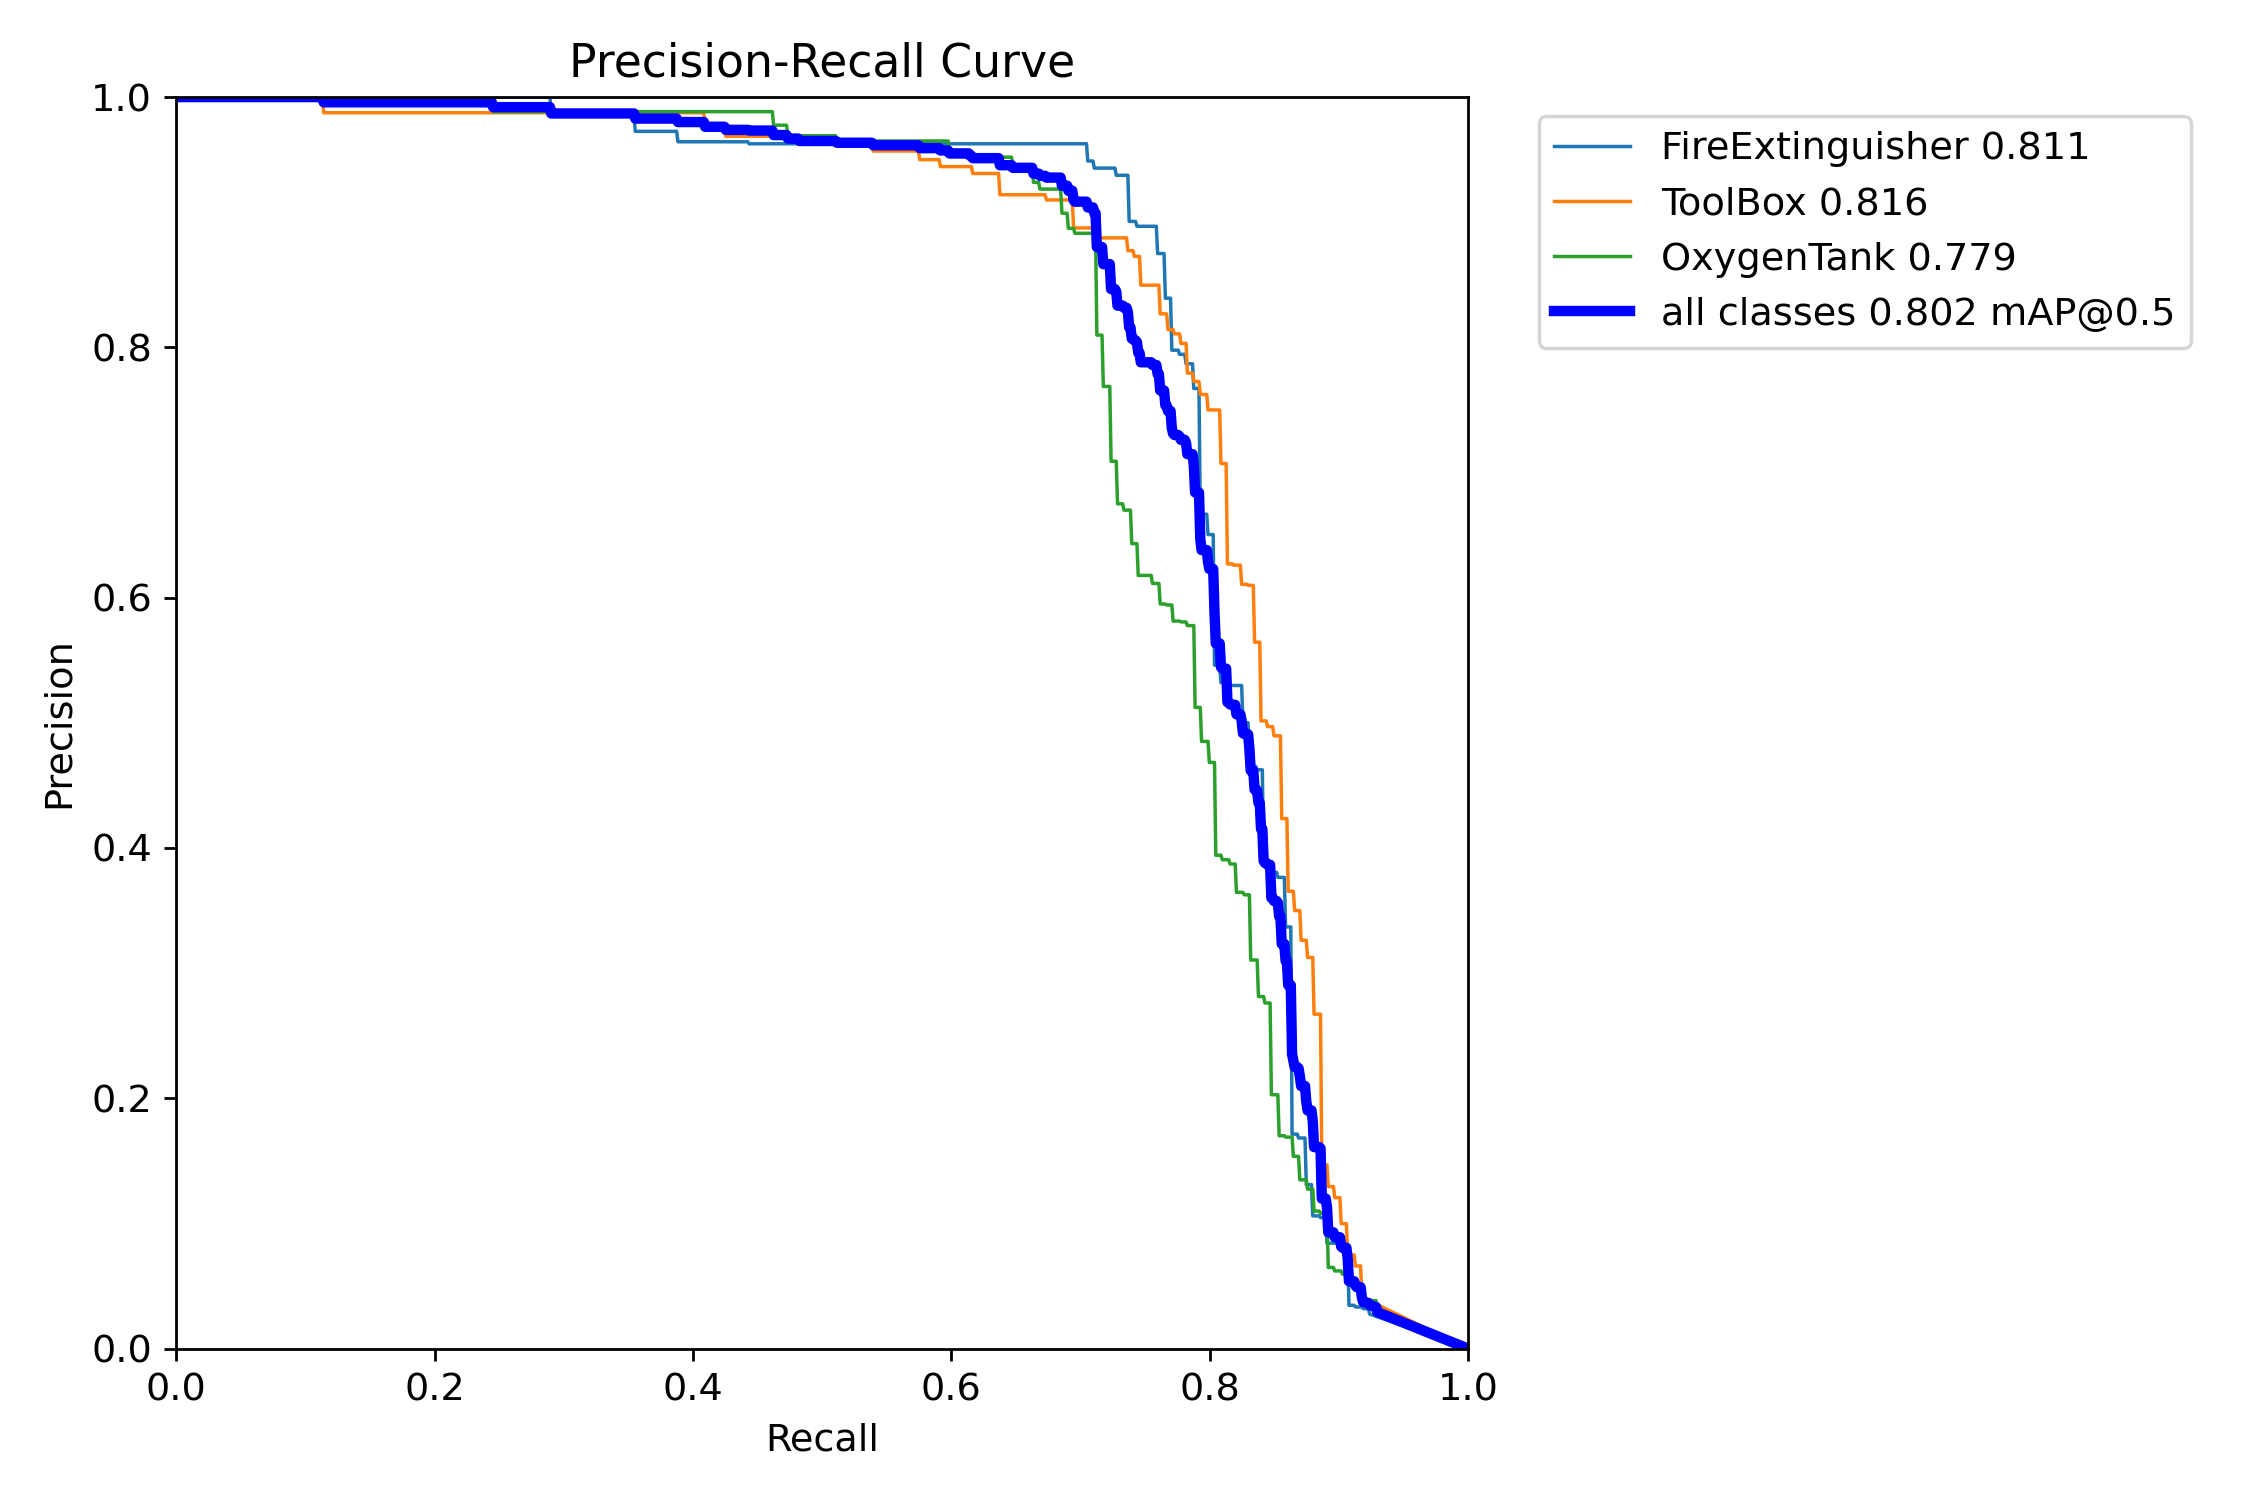 Precision-Recall Curve
1.0
0.8
0.6
0.4
0.2
0.0
Precision
0.0 0.2 0.4 0.6 0.8 1.0
Recall
FireExtinguisher 0.811
ToolBox 0.816
OxygenTank 0.779
all classes 0.802 mAP@0.5